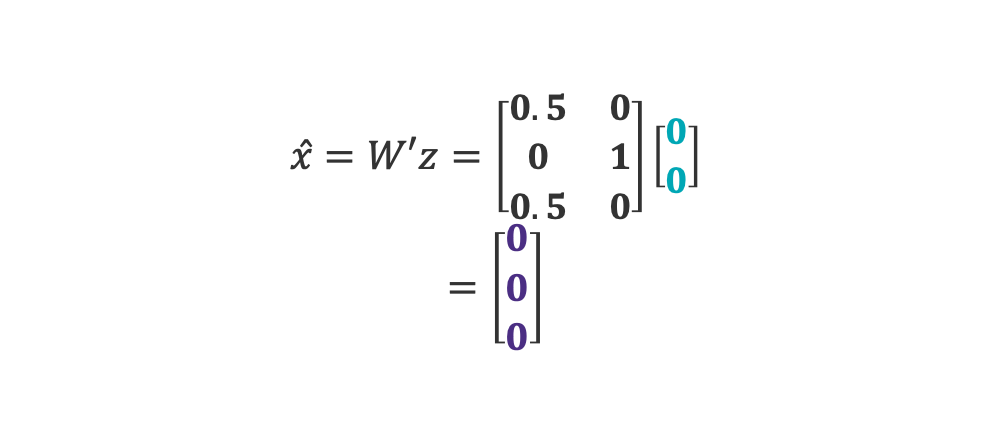 x̂ = W′z = [0.5 0; 0 1; 0.5 0] [0; 0]
= [0; 0; 0]